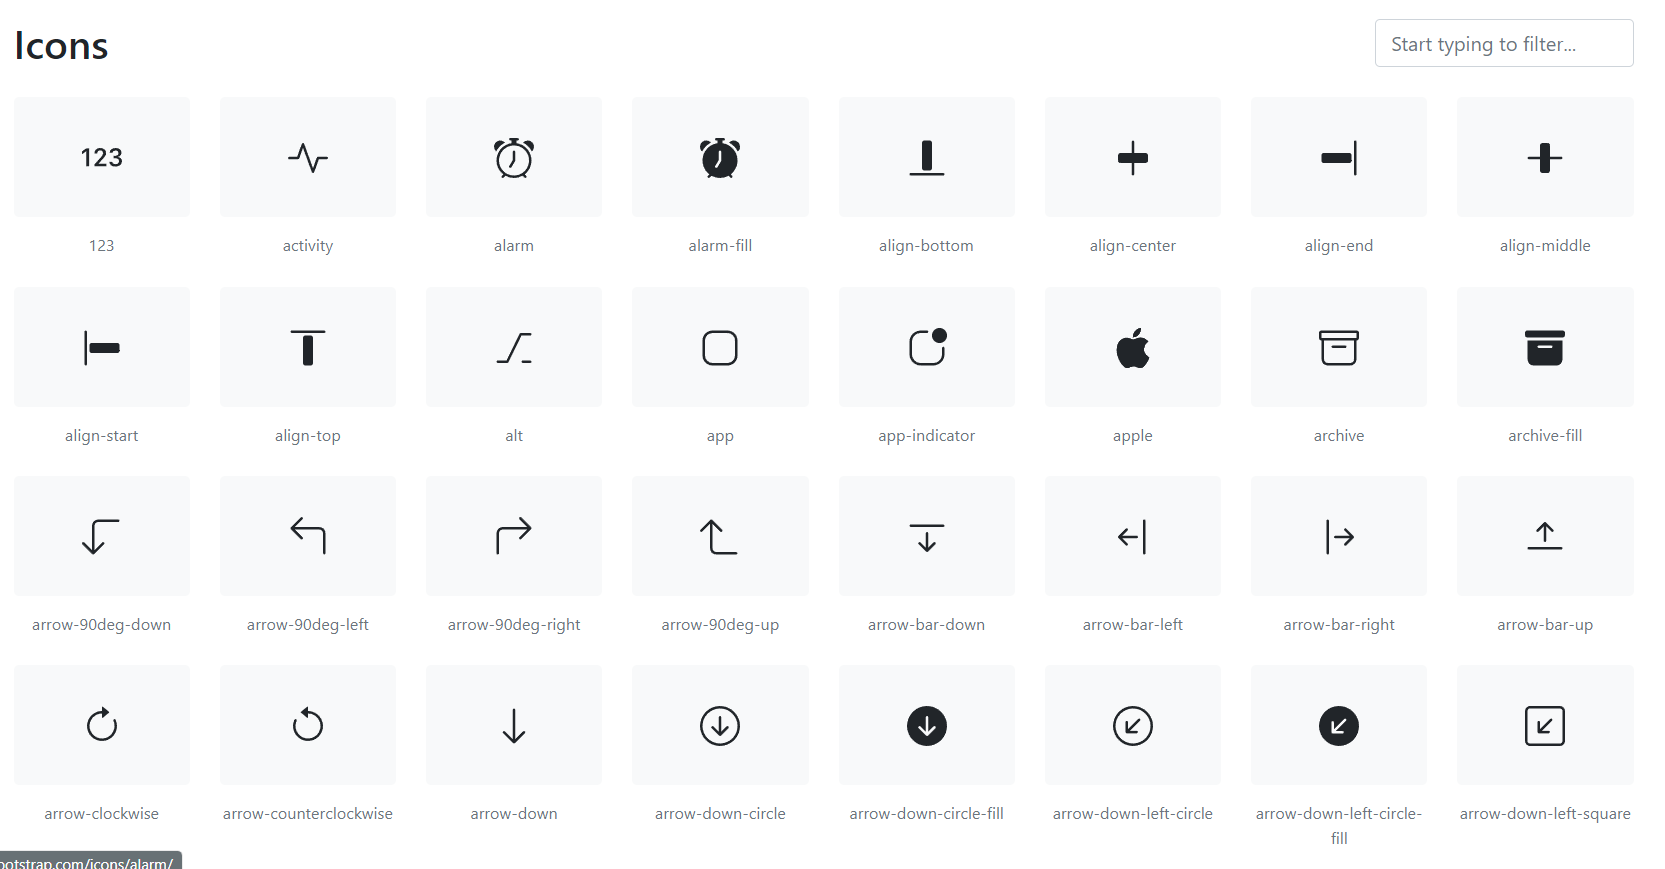 Icons
Start typing to filter...
123
123
activity
alarm
alarm-fill
align-bottom
align-center
align-end
align-middle
align-start
align-top
alt
app
app-indicator
apple
archive
archive-fill
arrow-90deg-down
arrow-90deg-left
arrow-90deg-right
arrow-90deg-up
arrow-bar-down
arrow-bar-left
arrow-bar-right
arrow-bar-up
arrow-clockwise
arrow-counterclockwise
arrow-down
arrow-down-circle
arrow-down-circle-fill
arrow-down-left-circle
arrow-down-left-circle-
fill
arrow-down-left-square
ootstrap.com/icons/alarm/